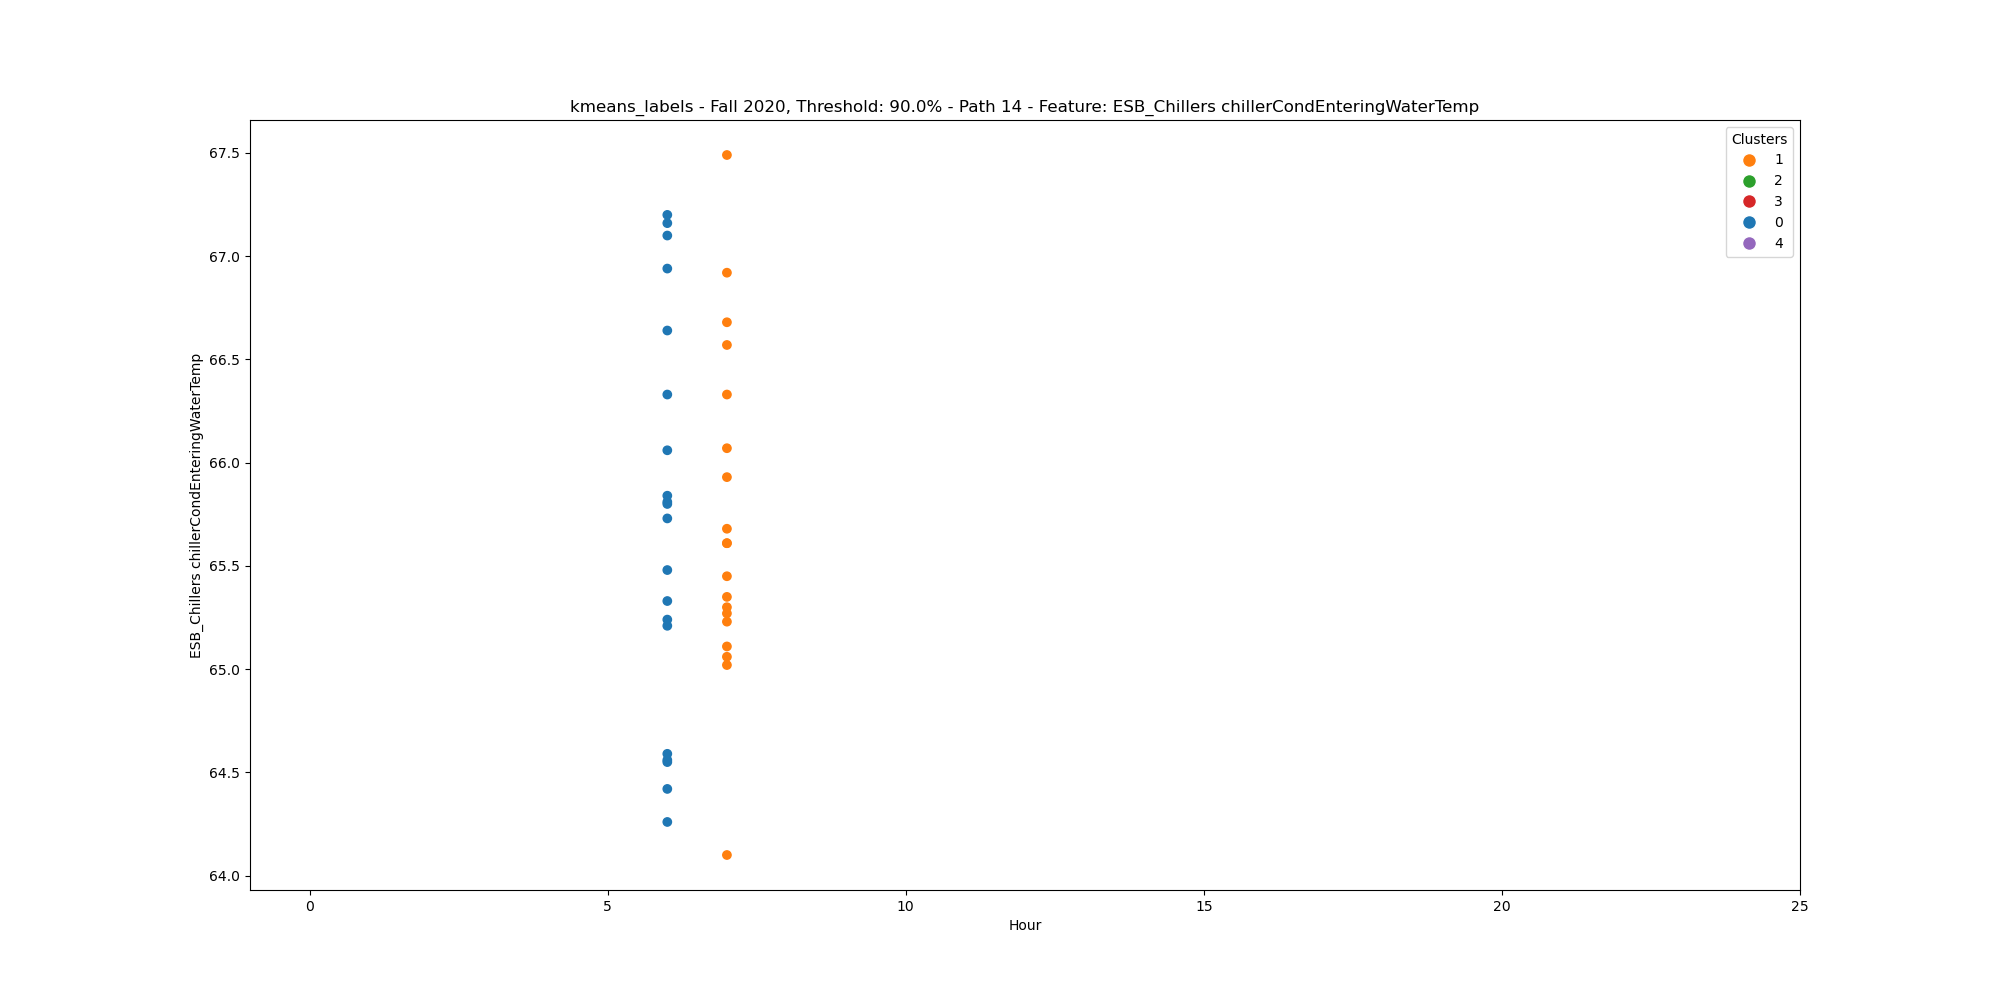 kmeans_labels - Fall 2020, Threshold: 90.0% - Path 14 - Feature: ESB_Chillers chillerCondEnteringWaterTemp
Clusters
1
2
3
0
4
ESB_Chillers chillerCondEnteringWaterTemp
67.5
67.0
66.5
66.0
65.5
65.0
64.5
64.0
0 5 10 15 20 25
Hour